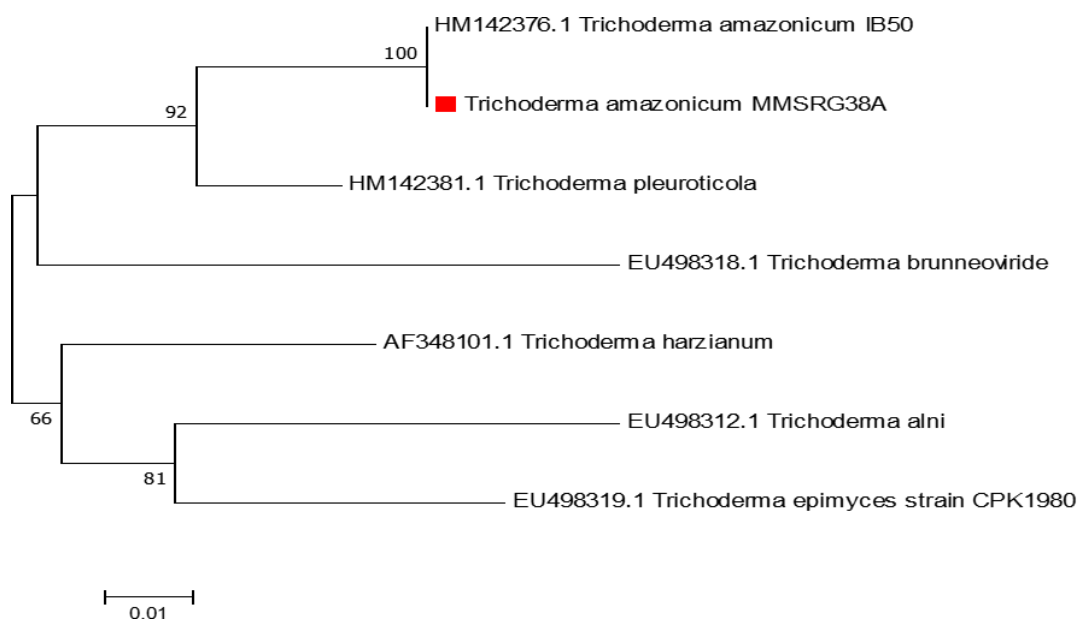 HM142376.1 Trichoderma amazonicum IB50
100
Trichoderma amazonicum MMSRG38A
92
HM142381.1 Trichoderma pleuroticola
EU498318.1 Trichoderma brunneoviride
AF348101.1 Trichoderma harzianum
66
EU498312.1 Trichoderma alni
81
EU498319.1 Trichoderma epimyces strain CPK1980
0.01